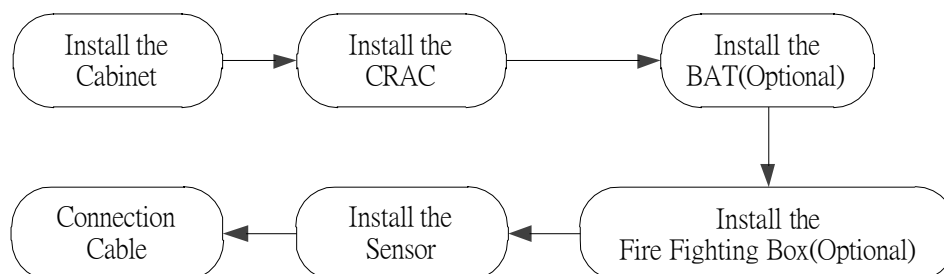 Install the
Cabinet
Install the
CRAC
Install the
BAT(Optional)
Install the
Fire Fighting Box(Optional)
Install the
Sensor
Connection
Cable